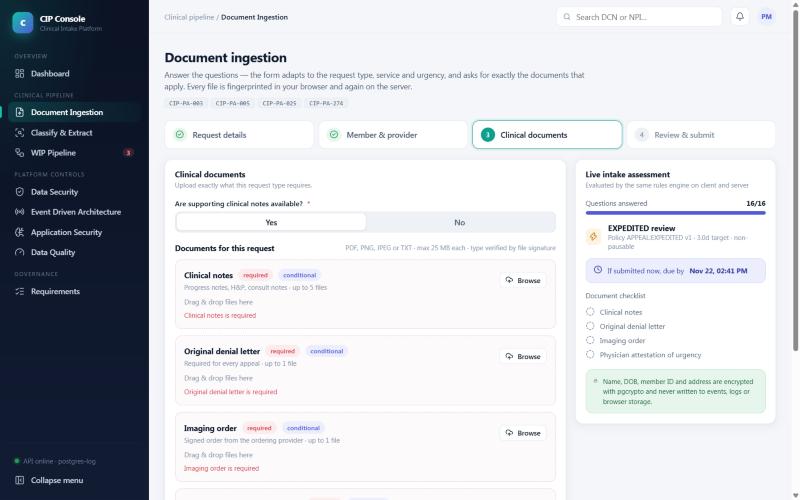 c
CIP Console
Clinical Intake Platform
OVERVIEW
Dashboard
CLINICAL PIPELINE
Document Ingestion
Classify & Extract
WIP Pipeline
3
PLATFORM CONTROLS
Data Security
Event Driven Architecture
Application Security
Data Quality
GOVERNANCE
Requirements
API online · postgres-log
Collapse menu
Clinical pipeline / Document Ingestion
Search DCN or NPI...
PM
Document ingestion
Answer the questions — the form adapts to the request type, service and urgency, and asks for exactly the documents that
apply. Every file is fingerprinted in your browser and again on the server.
CIP-PA-003 CIP-PA-005 CIP-PA-025 CIP-PA-274
Request details
Member & provider
3 Clinical documents
4 Review & submit
Clinical documents
Upload exactly what this request type requires.
Are supporting clinical notes available? *
Yes No
Documents for this request
PDF, PNG, JPEG or TXT · max 25 MB each · type verified by file signature
Clinical notes required conditional
Progress notes, H&P, consult notes · up to 5 files
Drag & drop files here
Clinical notes is required
Browse
Original denial letter required conditional
Required for every appeal · up to 1 file
Drag & drop files here
Original denial letter is required
Browse
Imaging order required conditional
Signed order from the ordering provider · up to 1 file
Drag & drop files here
Imaging order is required
Browse
Live intake assessment
Evaluated by the same rules engine on client and server
Questions answered 16/16
EXPEDITED review
Policy APPEAL.EXPEDITED v1 · 3.0d target · non-
pausable
If submitted now, due by Nov 22, 02:41 PM
Document checklist
Clinical notes
Original denial letter
Imaging order
Physician attestation of urgency
Name, DOB, member ID and address are encrypted
with pgcrypto and never written to events, logs or
browser storage.